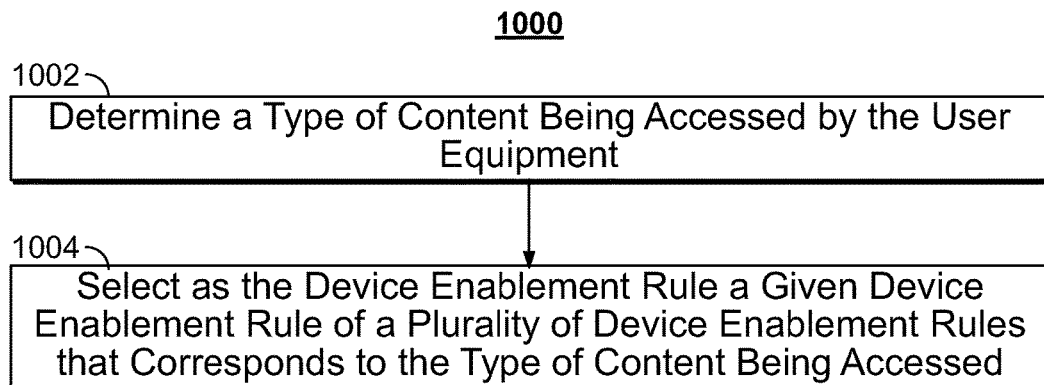 1000
1002
Determine a Type of Content Being Accessed by the User
Equipment
1004
Select as the Device Enablement Rule a Given Device
Enablement Rule of a Plurality of Device Enablement Rules
that Corresponds to the Type of Content Being Accessed